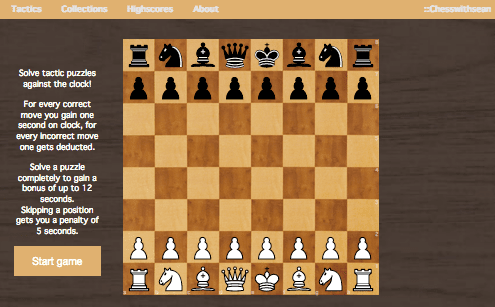 Tactics Collections Highscores About ::Chesswithsean
Solve tactic puzzles
against the clock!
For every correct
move you gain one
second on clock, for
every incorrect move
one gets deducted.
Solve a puzzle
completely to gain a
bonus of up to 12
seconds.
Skipping a position
gets you a penalty of
5 seconds.
Start game